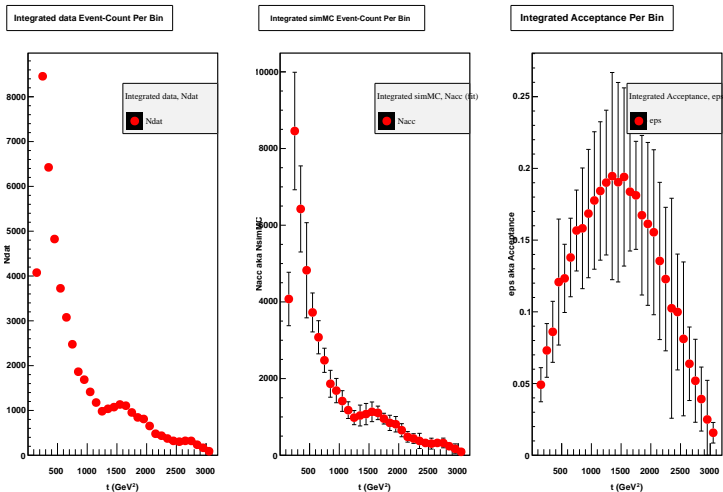 Integrated data Event-Count Per Bin
Integrated simMC Event-Count Per Bin
Integrated Acceptance Per Bin
Ndat
8000
7000
6000
5000
4000
3000
2000
1000
0
Integrated data, Ndat
Ndat
500 1000 1500 2000 2500 3000
t (GeV²)
Nacc aka NsimMC
10000
8000
6000
4000
2000
0
Integrated simMC, Nacc (fit)
Nacc
500 1000 1500 2000 2500 3000
t (GeV²)
eps aka Acceptance
0.25
0.2
0.15
0.1
0.05
0
Integrated Acceptance, eps
eps
500 1000 1500 2000 2500 3000
t (GeV²)